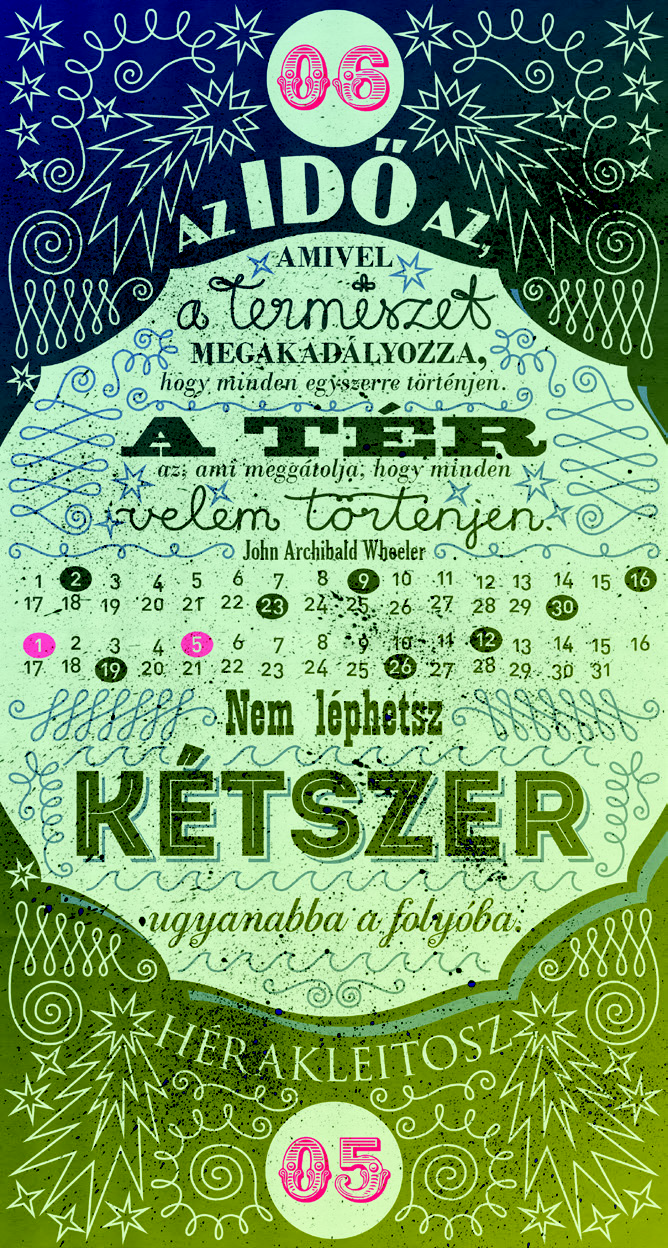 06
AZ IDŐ AZ,
AMIVEL
a természet
MEGAKADÁLYOZZA,
hogy minden egyszerre történjen.
A TÉR
az, ami meggátolja, hogy minden
velem történjen.
John Archibald Wheeler
1 2 3 4 5 6 7 8 9 10 11 12 13 14 15 16
17 18 19 20 21 22 23 24 25 26 27 28 29 30
1 2 3 4 5 6 7 8 9 10 11 12 13 14 15 16
17 18 19 20 21 22 23 24 25 26 27 28 29 30 31
Nem léphetsz
KÉTSZER
ugyanabba a folyóba.
HÉRAKLEITOSZ
05